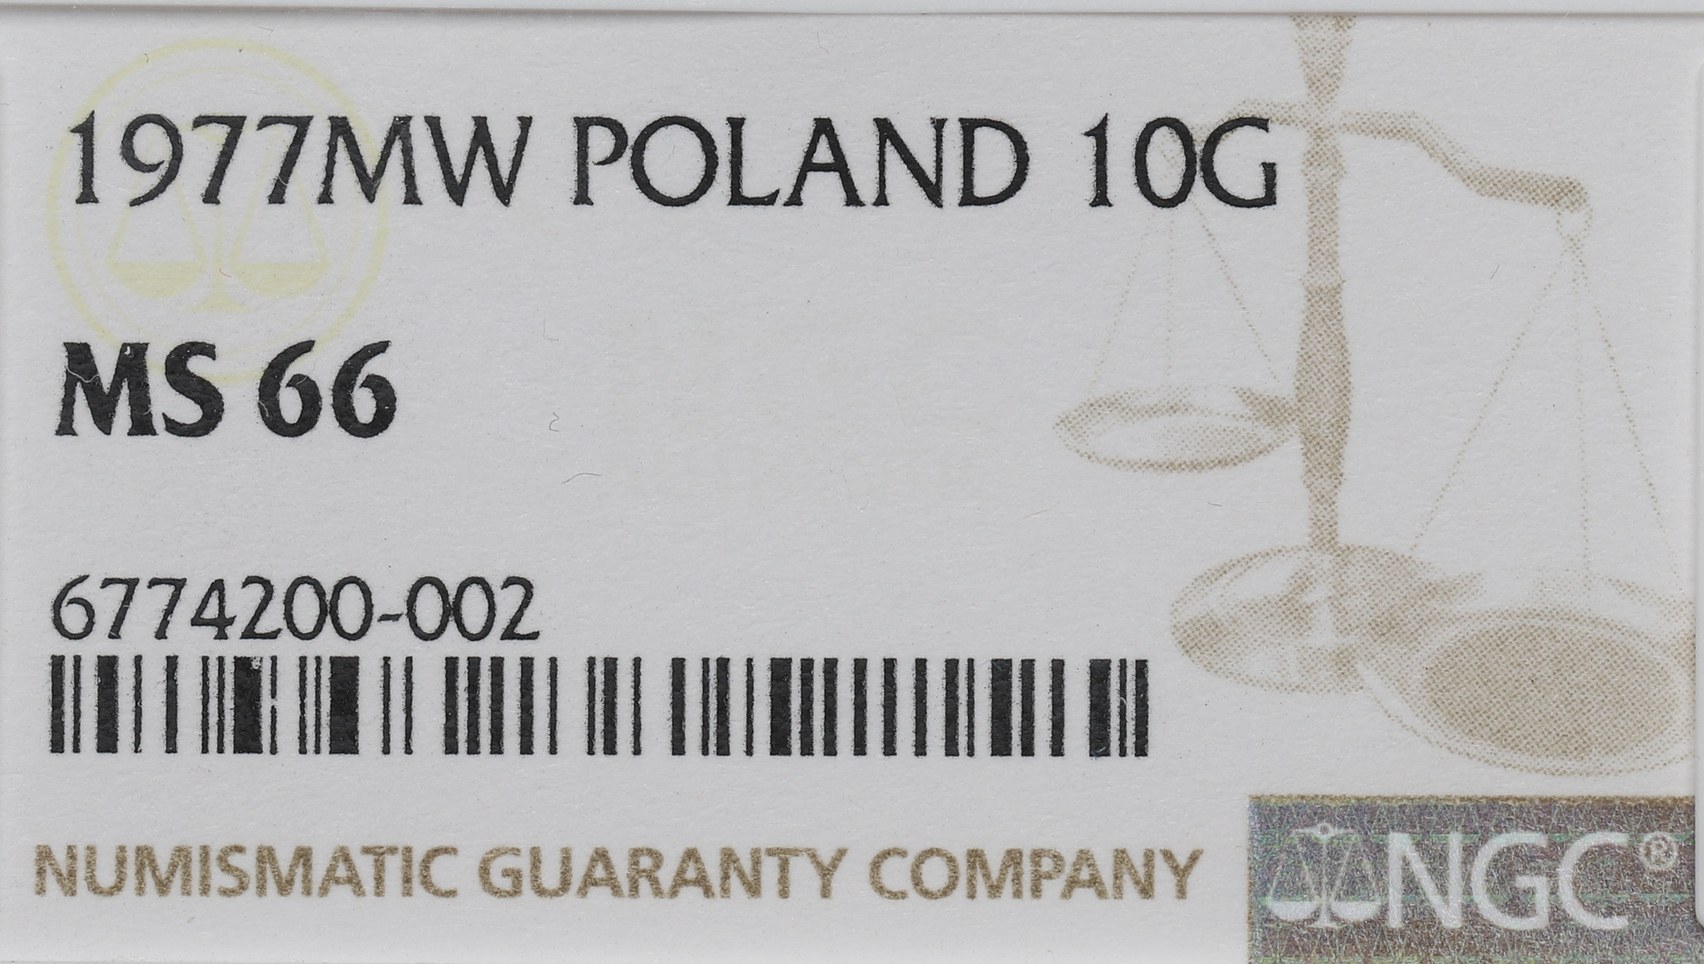 1977MW POLAND 10G
MS 66
6774200-002
NUMISMATIC GUARANTY COMPANY
NGC®